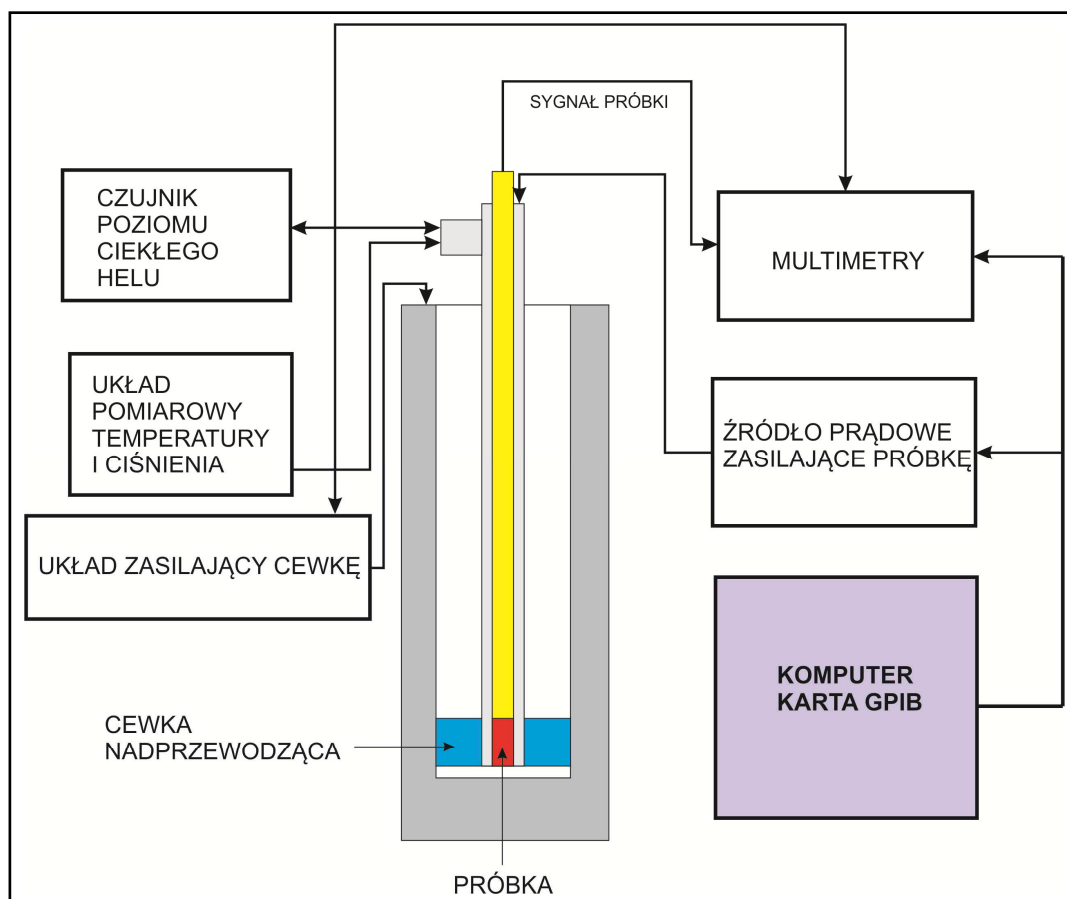 SYGNAŁ PRÓBKI
CZUJNIK
POZIOMU
CIEKŁEGO
HELU
MULTIMETRY
UKŁAD
POMIAROWY
TEMPERATURY
I CIŚNIENIA
ŹRÓDŁO PRĄDOWE
ZASILAJĄCE PRÓBKĘ
UKŁAD ZASILAJĄCY CEWKĘ
KOMPUTER
KARTA GPIB
CEWKA
NADPRZEWODZĄCA
PRÓBKA